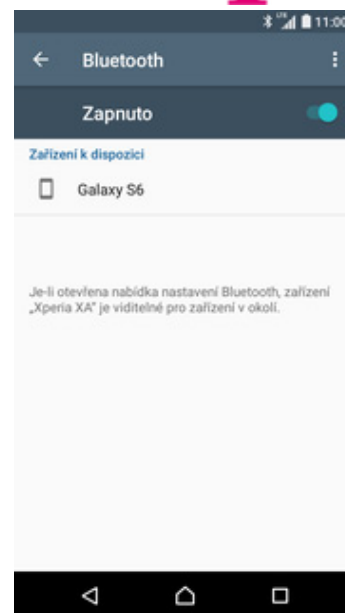 LTE 11:00
Bluetooth
Zapnuto
Zařízení k dispozici
Galaxy S6
Je-li otevřena nabídka nastavení Bluetooth, zařízení
„Xperia XA" je viditelné pro zařízení v okolí.